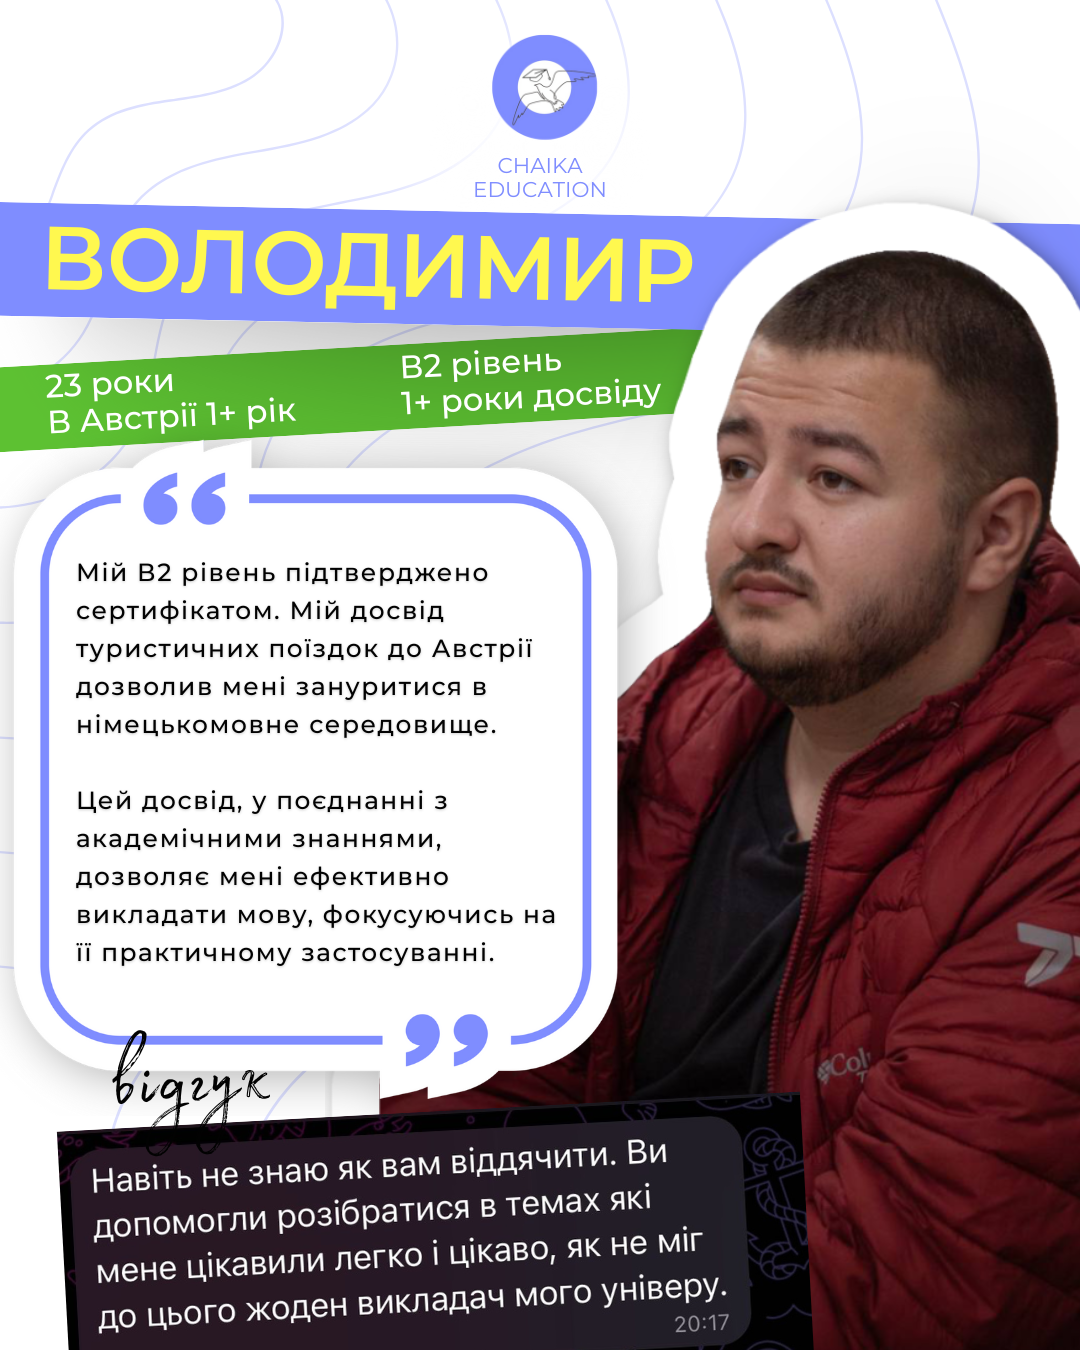 CHAIKA
EDUCATION
ВОЛОДИМИР
23 роки
В Австрії 1+ рік
В2 рівень
1+ роки досвіду
Мій В2 рівень підтверджено
сертифікатом. Мій досвід
туристичних поїздок до Австрії
дозволив мені зануритися в
німецькомовне середовище.
Цей досвід, у поєднанні з
академічними знаннями,
дозволяє мені ефективно
викладати мову, фокусуючись на
її практичному застосуванні.
відгук
Навіть не знаю як вам віддячити. Ви
допомогли розібратися в темах які
мене цікавили легко і цікаво, як не міг
до цього жоден викладач мого універу.
20:17